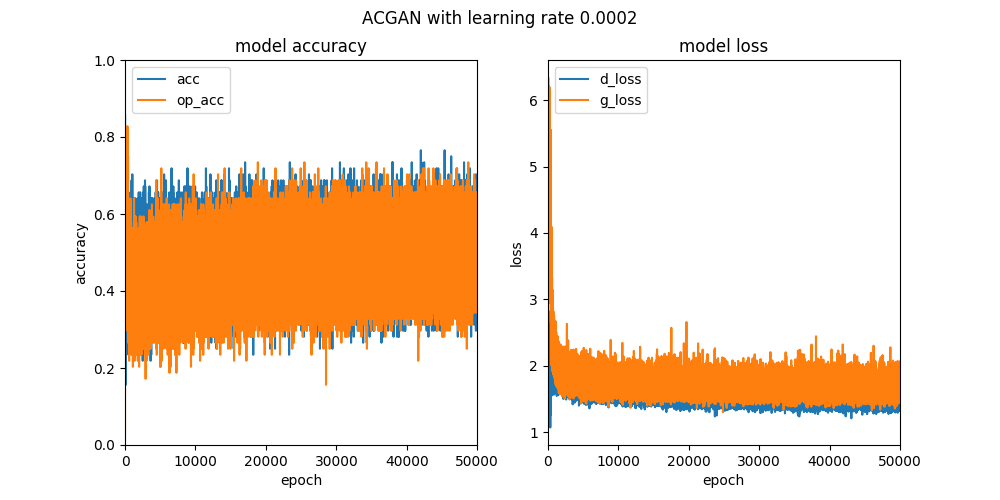 ACGAN with learning rate 0.0002
model accuracy
acc
op_acc
1.0
0.8
0.6
0.4
0.2
0.0
accuracy
0
10000
20000
30000
40000
50000
epoch
model loss
d_loss
g_loss
6
5
4
3
2
1
loss
0
10000
20000
30000
40000
50000
epoch